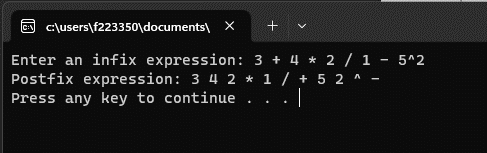 c:\users\f223350\documents\
Enter an infix expression: 3 + 4 * 2 / 1 - 5^2
Postfix expression: 3 4 2 * 1 / + 5 2 ^ -
Press any key to continue . . .